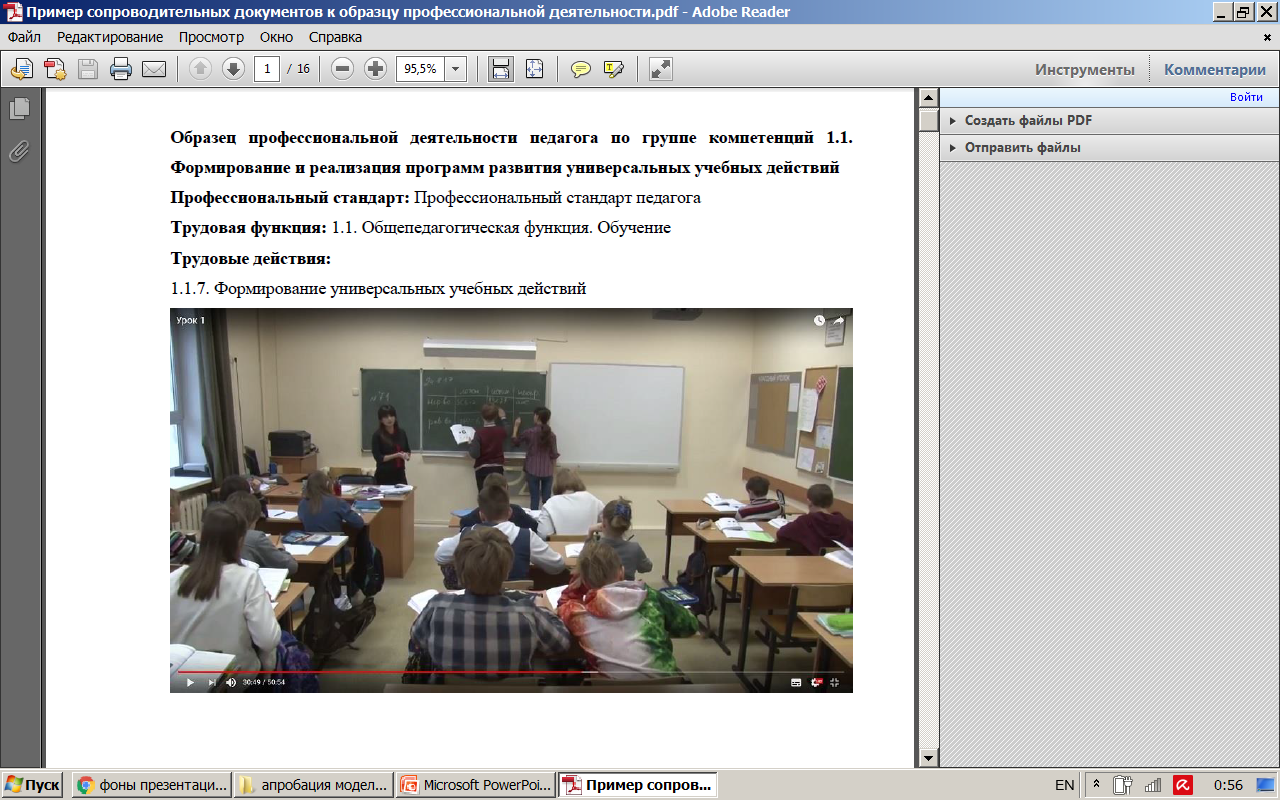 Пример сопроводительных документов к образцу профессиональной деятельности.pdf - Adobe Reader
Файл Редактирование Просмотр Окно Справка
1 / 16 95,5% Инструменты Комментарии
Войти
Создать файлы PDF
Отправить файлы
Образец профессиональной деятельности педагога по группе компетенций 1.1.
Формирование и реализация программ развития универсальных учебных действий
Профессиональный стандарт: Профессиональный стандарт педагога
Трудовая функция: 1.1. Общепедагогическая функция. Обучение
Трудовые действия:
1.1.7. Формирование универсальных учебных действий
Урок 1
КЛАССНЫЙ УГОЛОК
30:49 / 50:54
Пуск фоны презентаци... апробация модел... Microsoft PowerPoi... Пример сопров... EN 0:56